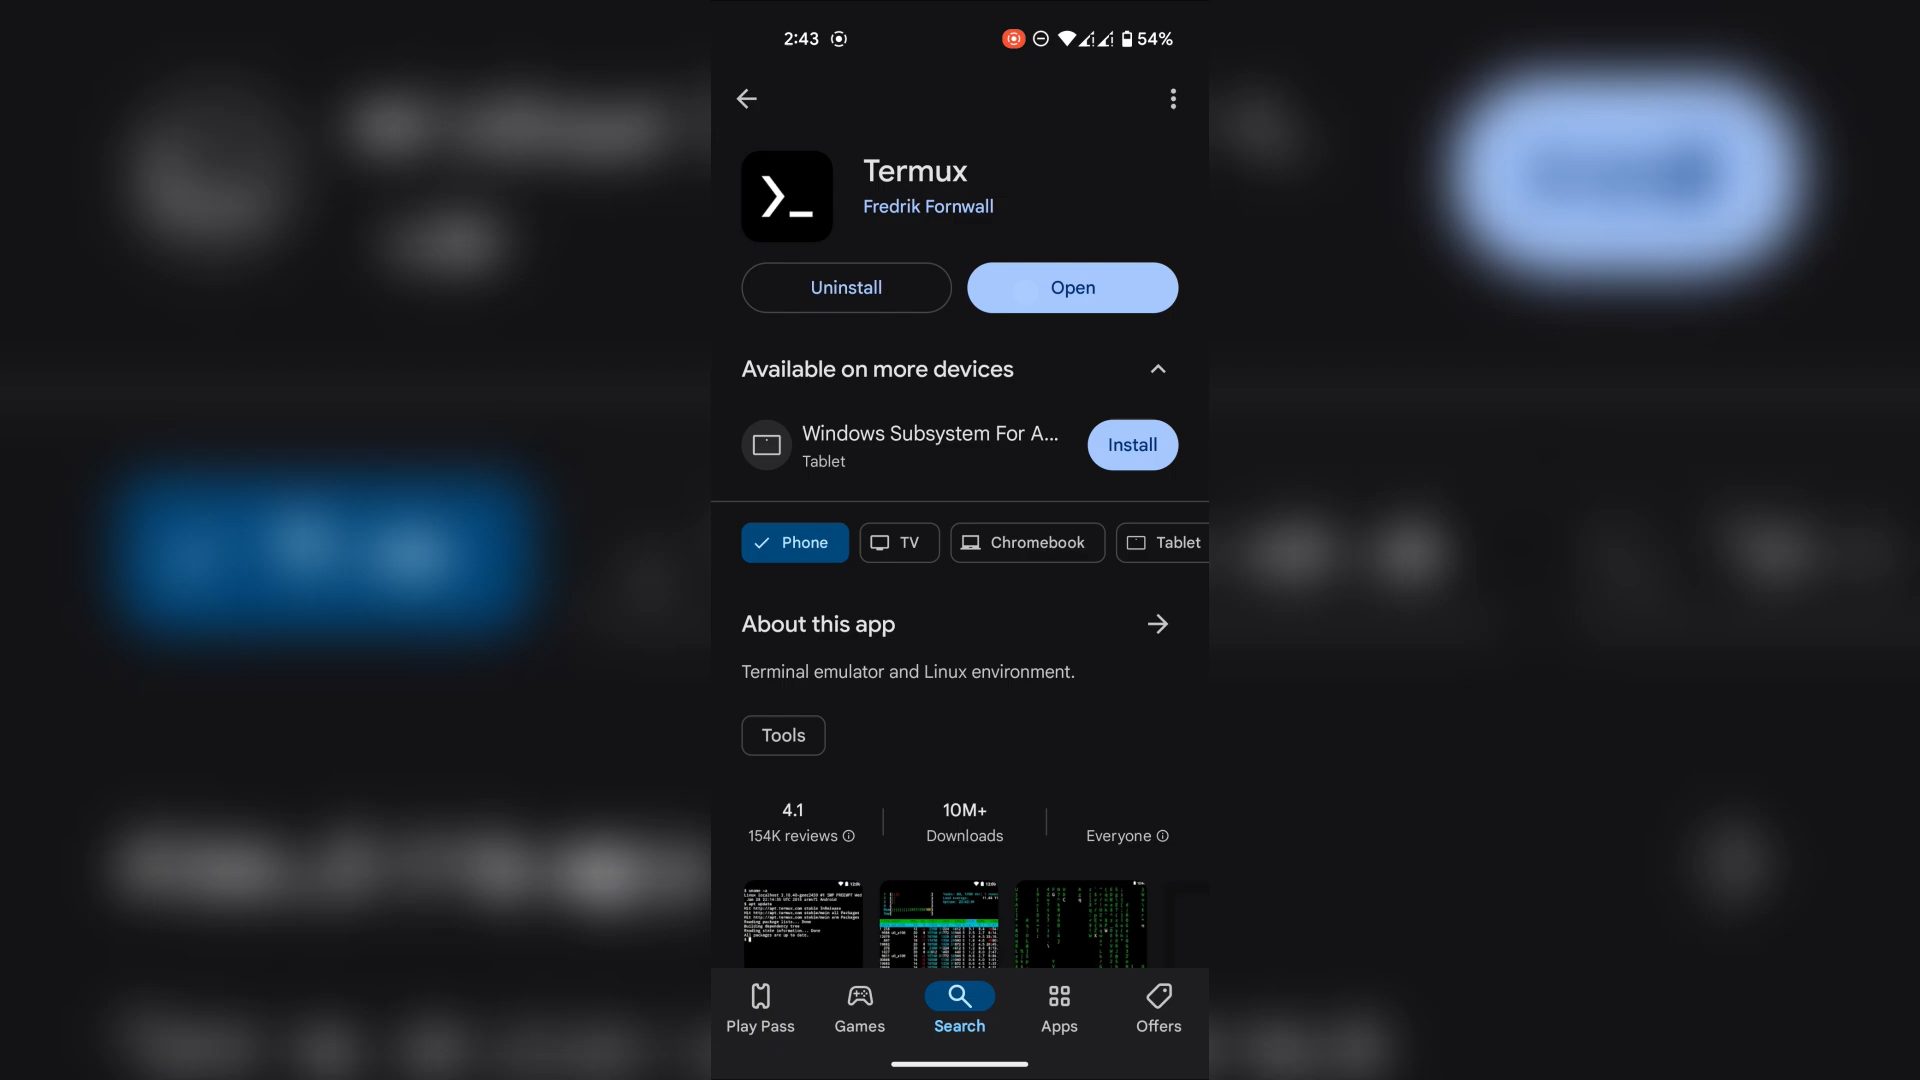 2:43
54%
Termux
Fredrik Fornwall
Uninstall
Open
Available on more devices
Windows Subsystem For A...
Tablet
Install
Phone
TV
Chromebook
Tablet
About this app
Terminal emulator and Linux environment.
Tools
4.1
154K reviews
10M+
Downloads
Everyone
Play Pass
Games
Search
Apps
Offers